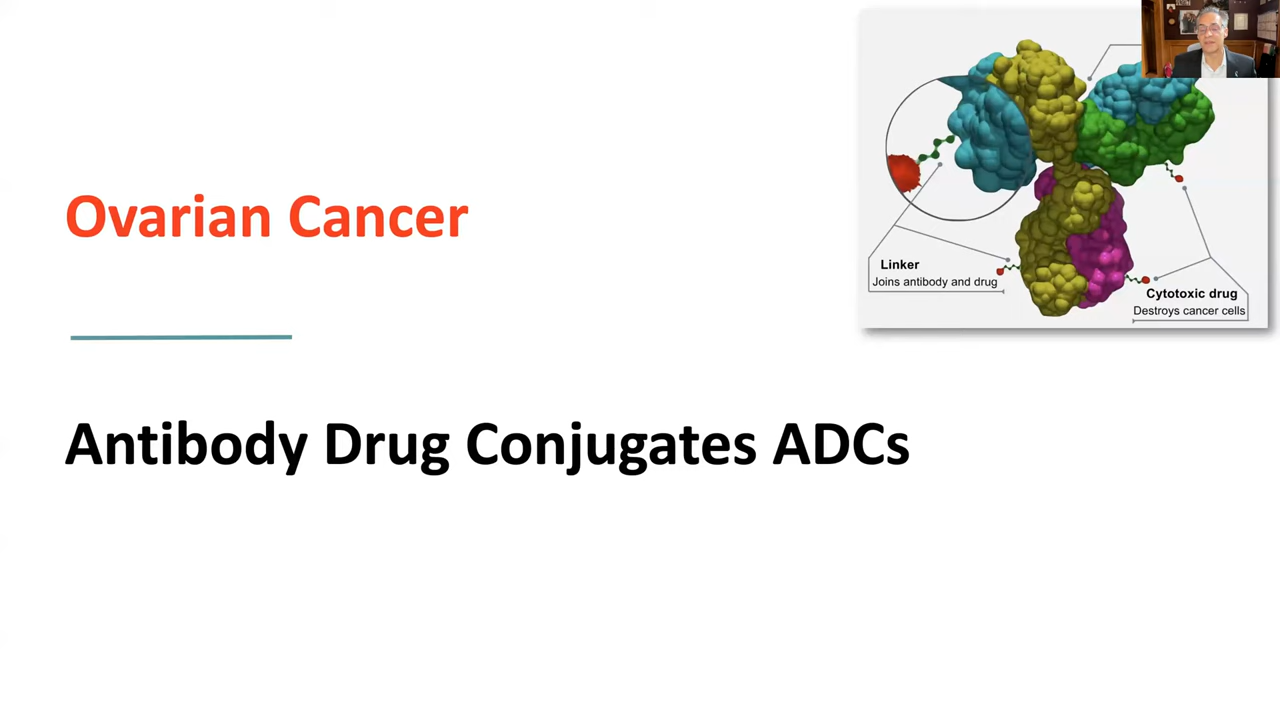 Ovarian Cancer
Linker
Joins antibody and drug
Cytotoxic drug
Destroys cancer cells
Antibody Drug Conjugates ADCs